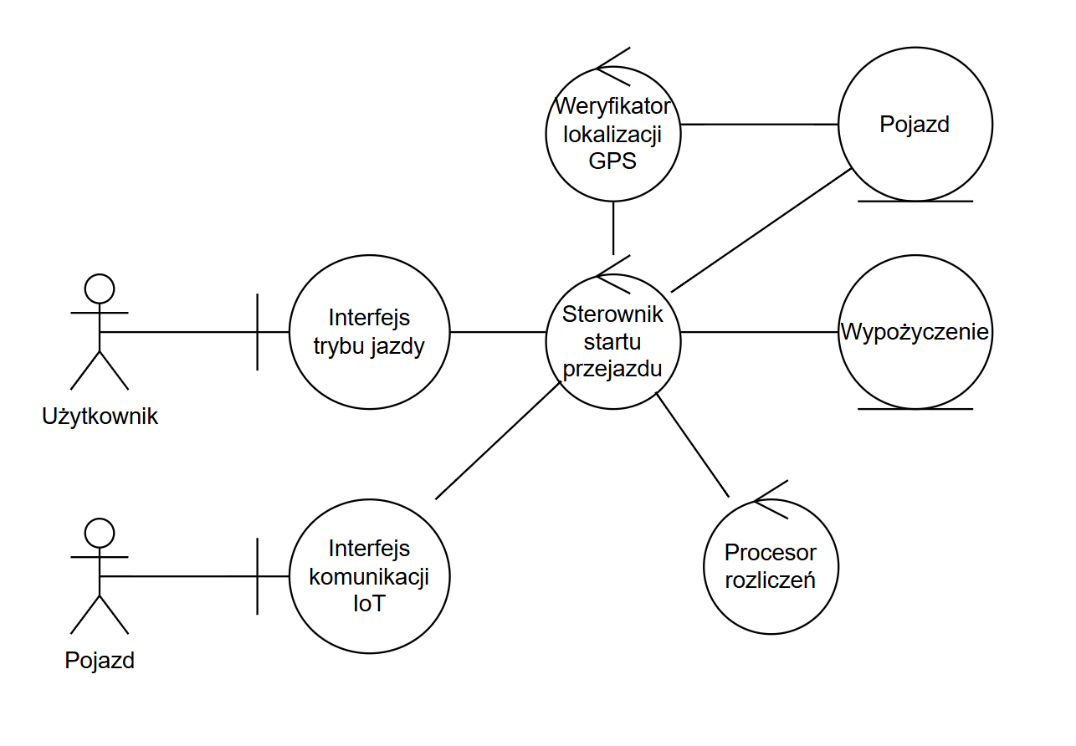 Weryfikator
lokalizacji
GPS
Pojazd
Użytkownik
Interfejs
trybu jazdy
Sterownik
startu
przejazdu
Wypożyczenie
Pojazd
Interfejs
komunikacji
IoT
Procesor
rozliczeń